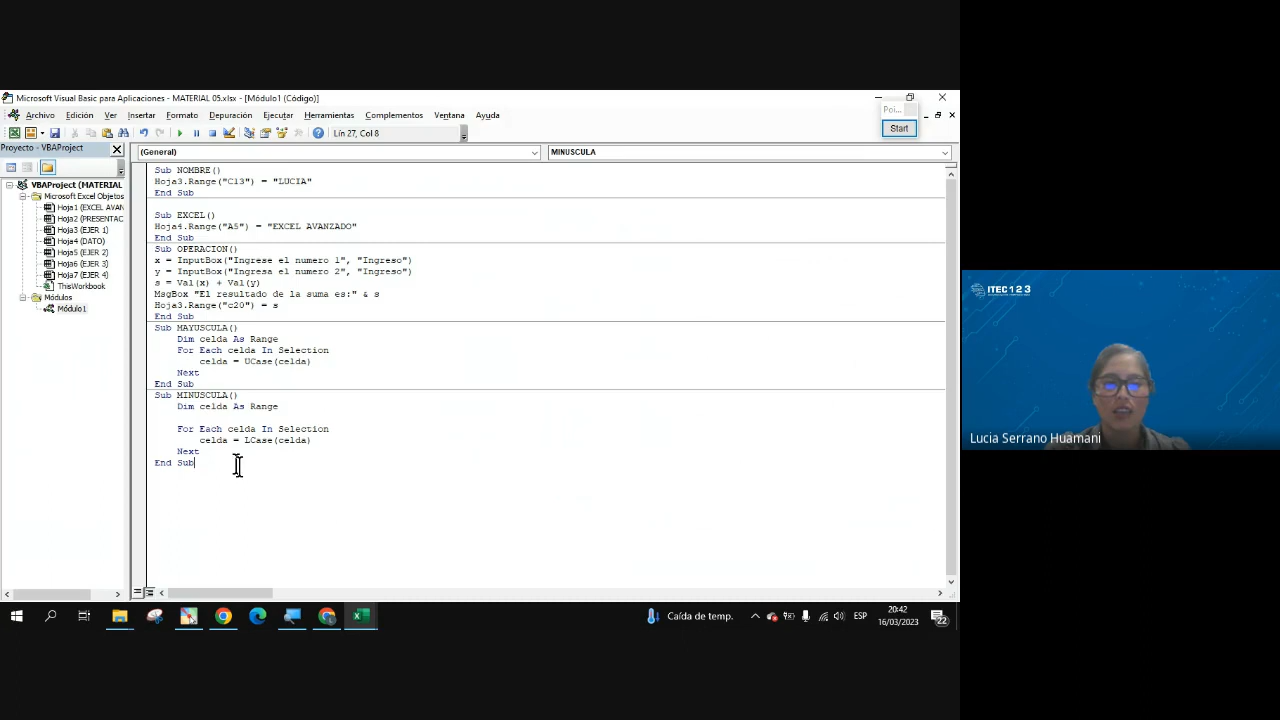 Microsoft Visual Basic para Aplicaciones - MATERIAL 05.xlsx - [Módulo1 (Código)]
Poi...
Start
Archivo Edición Ver Insertar Formato Depuración Ejecutar Herramientas Complementos Ventana Ayuda
Lín 27, Col 8
Proyecto - VBAProject
(General)
MINUSCULA
VBAProject (MATERIAL
Microsoft Excel Objetos
Hoja1 (EXCEL AVAN
Hoja2 (PRESENTAC
Hoja3 (EJER 1)
Hoja4 (DATO)
Hoja5 (EJER 2)
Hoja6 (EJER 3)
Hoja7 (EJER 4)
ThisWorkbook
Módulos
Módulo1
Sub NOMBRE()
Hoja3.Range("C13") = "LUCIA"
End Sub
Sub EXCEL()
Hoja4.Range("A5") = "EXCEL AVANZADO"
End Sub
Sub OPERACION()
x = InputBox("Ingrese el numero 1", "Ingreso")
y = InputBox("Ingresa el numero 2", "Ingreso")
s = Val(x) + Val(y)
MsgBox "El resultado de la suma es:" & s
Hoja3.Range("c20") = s
End Sub
Sub MAYUSCULA()
Dim celda As Range
For Each celda In Selection
celda = UCase(celda)
Next
End Sub
Sub MINUSCULA()
Dim celda As Range
For Each celda In Selection
celda = LCase(celda)
Next
End Sub
ITEC 1 2 3
Lucia Serrano Huamani
Caída de temp.
ESP
20:42
16/03/2023
22